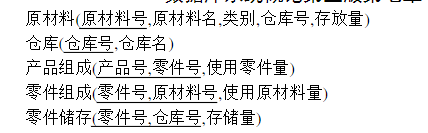 原材料(原材料号,原材料名,类别,仓库号,存放量)
仓库(仓库号,仓库名)
产品组成(产品号,零件号,使用零件量)
零件组成(零件号,原材料号,使用原材料量)
零件储存(零件号,仓库号,存储量)